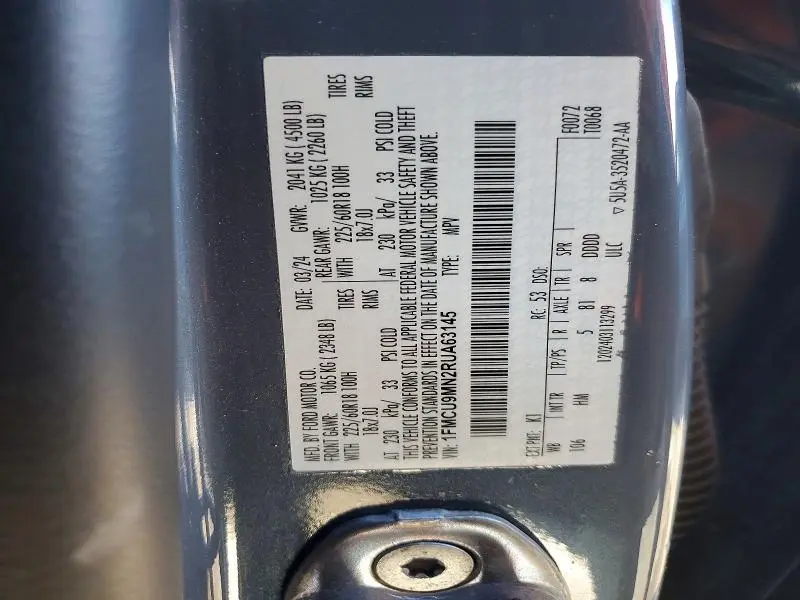 MFD. BY FORD MOTOR CO.
DATE: 03/24 GVWR: 2041 KG ( 4500 LB)
FRONT GAWR: 1065 KG ( 2348 LB) REAR GAWR: 1025 KG ( 2260 LB)
WITH 225/60R18 100H TIRES WITH 225/60R18 100H TIRES
18x7.0J RIMS 18x7.0J RIMS
AT 230 kPa/ 33 PSI COLD AT 230 kPa/ 33 PSI COLD
THIS VEHICLE CONFORMS TO ALL APPLICABLE FEDERAL MOTOR VEHICLE SAFETY AND THEFT
PREVENTION STANDARDS IN EFFECT ON THE DATE OF MANUFACTURE SHOWN ABOVE.
VIN: 1FMCU9MN2RUA63145 TYPE: MPV
EXT PNT: K1 RC: 53 DSO: F0072
WB INT TR TP/PS R AXLE TR SPR T0068
106 HM 5 81 8 DDDD
1202403113299 ULC
▽ 5U5A-3520472-AA